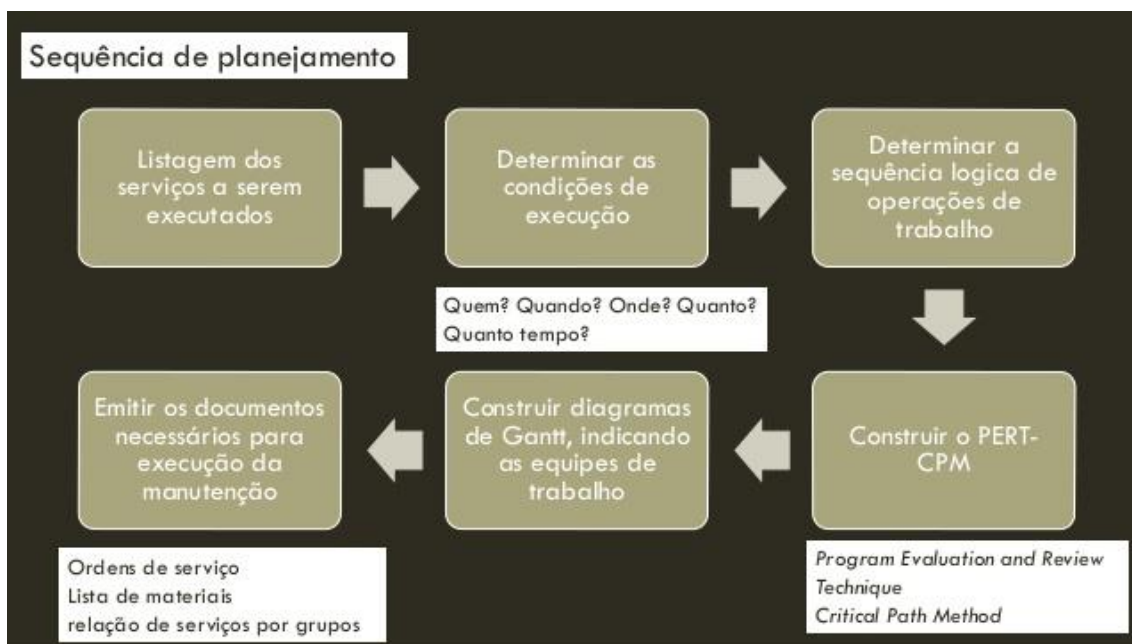 Sequência de planejamento
Listagem dos
serviços a serem
executados
Determinar as
condições de
execução
Determinar a
sequência logica de
operações de
trabalho
Quem? Quando? Onde? Quanto?
Quanto tempo?
Construir o PERT-
CPM
Program Evaluation and Review
Technique
Critical Path Method
Construir diagramas
de Gantt, indicando
as equipes de
trabalho
Emitir os documentos
necessários para
execução da
manutenção
Ordens de serviço
Lista de materiais
relação de serviços por grupos